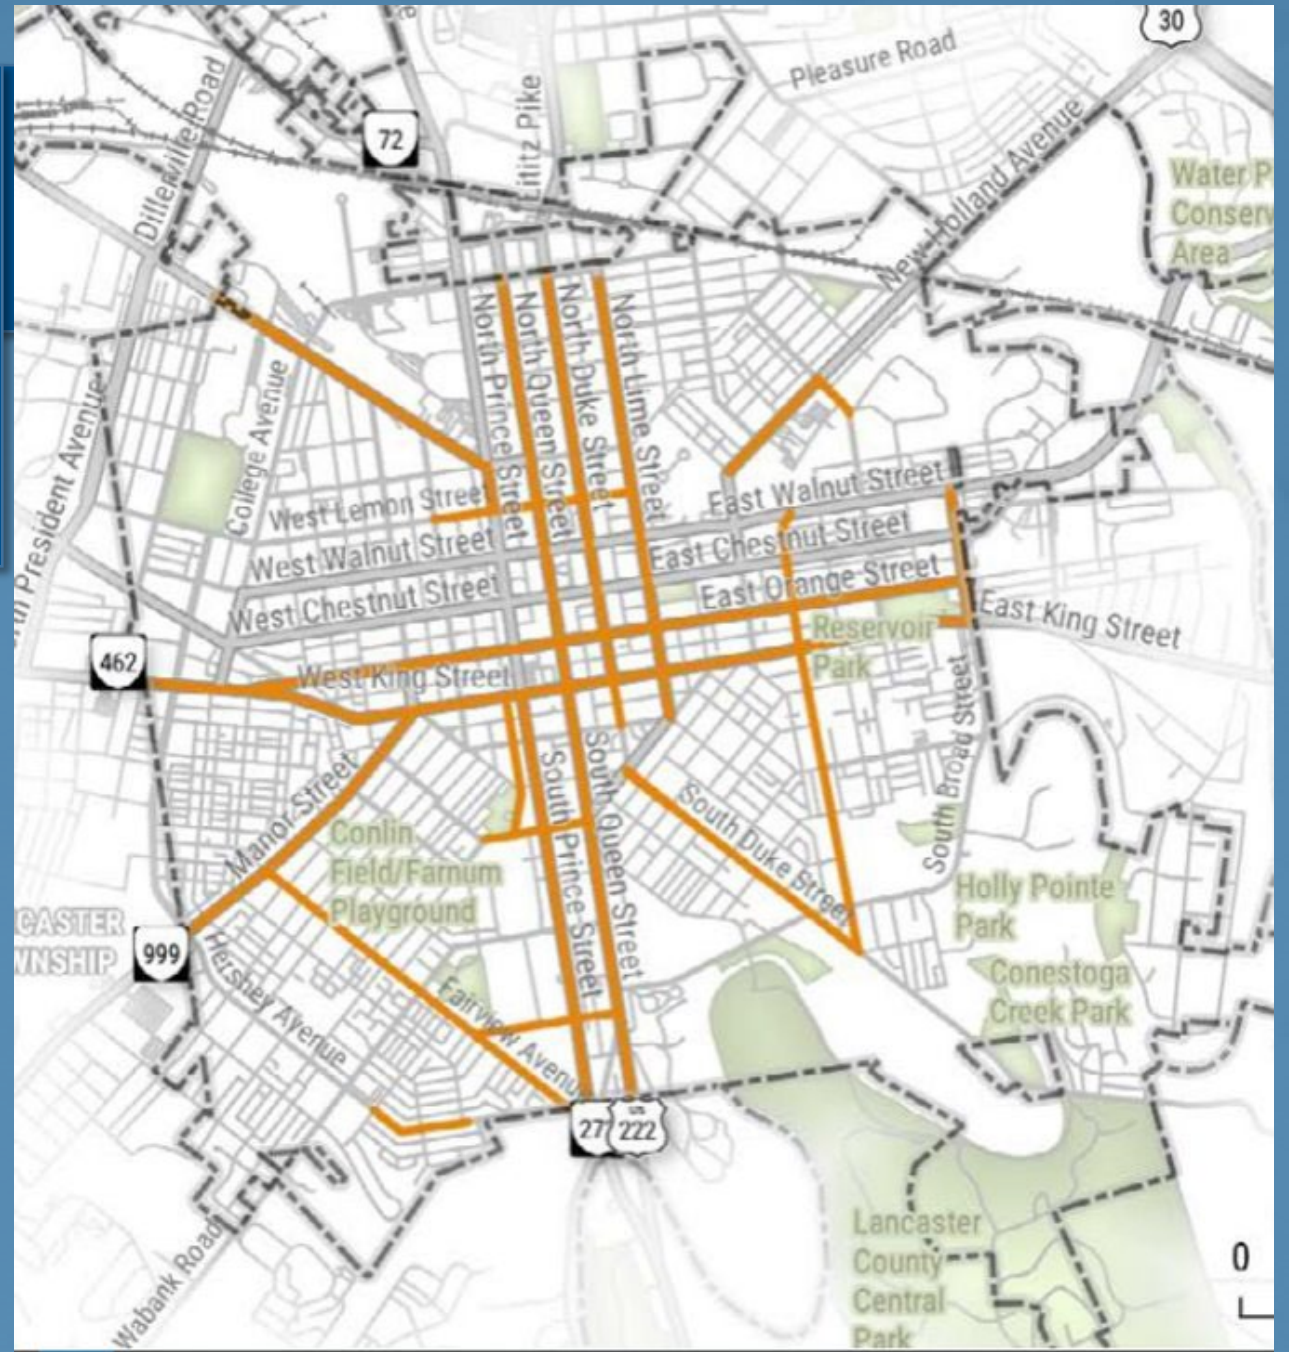 30
Pleasure Road
72
Lititz Pike
Dillerville Road
New Holland Avenue
Water P
Conserv
Area
North Prince Street
North Queen Street
North Duke Street
North Lime Street
College Avenue
th President Avenue
West Lemon Street
East Walnut Street
West Walnut Street
East Chestnut Street
West Chestnut Street
East Orange Street
East King Street
Reservoir
Park
462
West King Street
South Broad Street
Manor Street
South Prince Street
South Queen Street
South Duke Street
Conlin
Field/Farnum
Playground
Holly Pointe
Park
CASTER
WNSHIP
999
Hershey Avenue
Conestoga
Creek Park
Fairview Avenue
27
US
222
Lancaster
County
Central
Park
Wabank Road
0